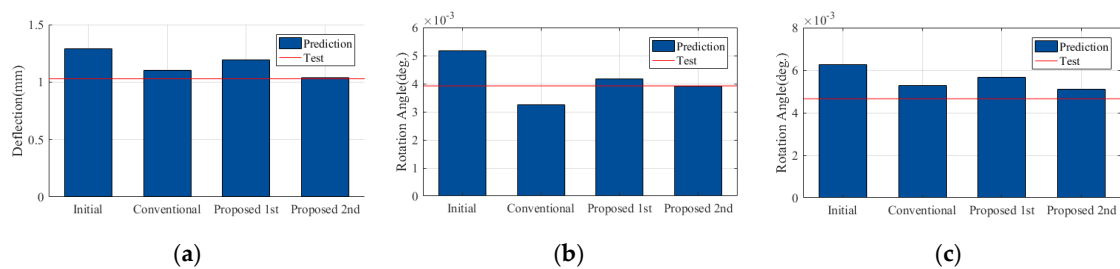 1.5
1
0.5
0
Deflection(mm)
Prediction
Test
Initial
Conventional
Proposed 1st
Proposed 2nd
(a)
×10⁻³
6
5
4
3
2
1
0
Rotation Angle(deg.)
Prediction
Test
Initial
Conventional
Proposed 1st
Proposed 2nd
(b)
×10⁻³
8
6
4
2
0
Rotation Angle(deg.)
Prediction
Test
Initial
Conventional
Proposed 1st
Proposed 2nd
(c)